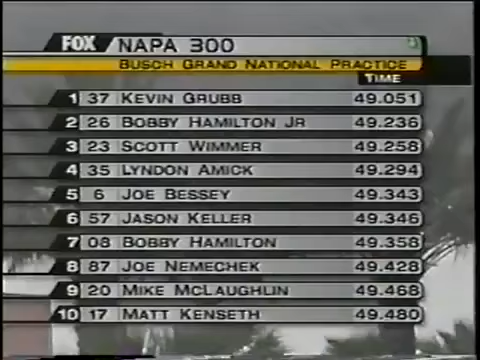 FOX NAPA 300
BUSCH GRAND NATIONAL PRACTICE
TIME
1 37 KEVIN GRUBB 49.051
2 26 BOBBY HAMILTON JR 49.236
3 23 SCOTT WIMMER 49.258
4 35 LYNDON AMICK 49.294
5 6 JOE BESSEY 49.343
6 57 JASON KELLER 49.346
7 08 BOBBY HAMILTON 49.358
8 87 JOE NEMECHEK 49.428
9 20 MIKE MCLAUGHLIN 49.468
10 17 MATT KENSETH 49.480